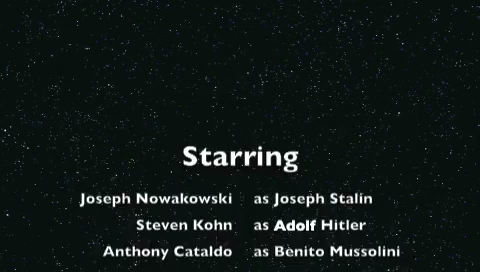 Starring
Joseph Nowakowski as Joseph Stalin
Steven Kohn as Adolf Hitler
Anthony Cataldo as Benito Mussolini